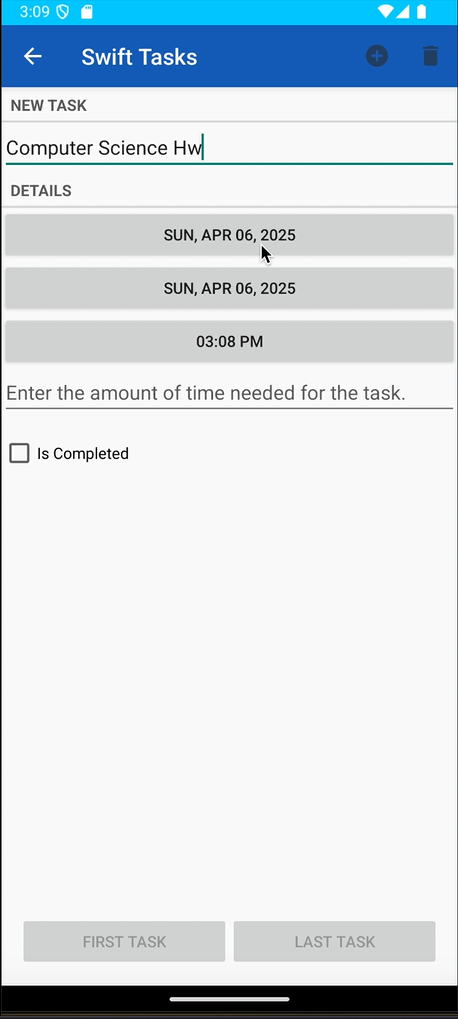 3:09
Swift Tasks
NEW TASK
Computer Science Hw
DETAILS
SUN, APR 06, 2025
SUN, APR 06, 2025
03:08 PM
Enter the amount of time needed for the task.
Is Completed
FIRST TASK LAST TASK